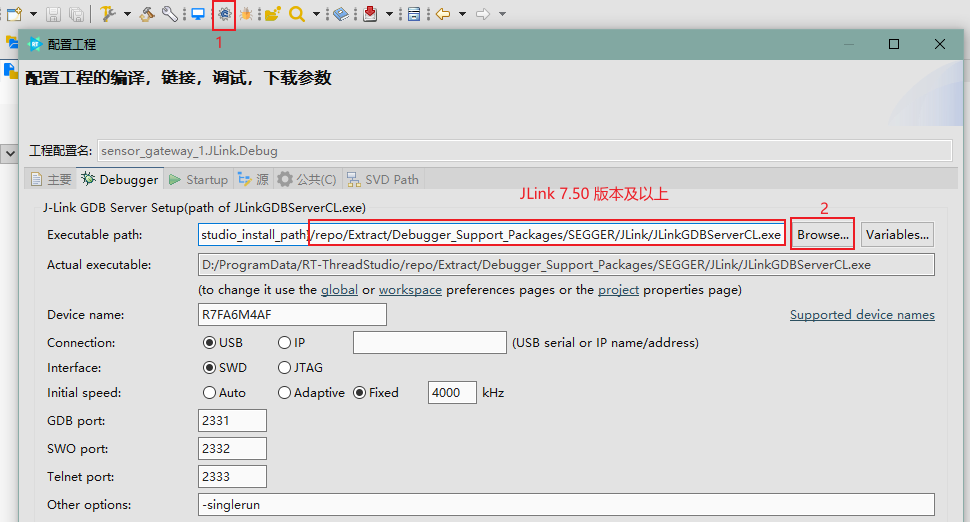 1
RT
配置工程
配置工程的编译，链接，调试，下载参数
工程配置名:
sensor_gateway_1.JLink.Debug
主要
Debugger
Startup
源
公共(C)
SVD Path
JLink 7.50 版本及以上
J-Link GDB Server Setup(path of JLinkGDBServerCL.exe)
2
Executable path:
studio_install_path}/repo/Extract/Debugger_Support_Packages/SEGGER/JLink/JLinkGDBServerCL.exe
Browse...
Variables...
Actual executable:
D:/ProgramData/RT-ThreadStudio/repo/Extract/Debugger_Support_Packages/SEGGER/JLink/JLinkGDBServerCL.exe
(to change it use the global or workspace preferences pages or the project properties page)
Device name:
R7FA6M4AF
Supported device names
Connection:
USB
IP
(USB serial or IP name/address)
Interface:
SWD
JTAG
Initial speed:
Auto
Adaptive
Fixed
4000
kHz
GDB port:
2331
SWO port:
2332
Telnet port:
2333
Other options:
-singlerun